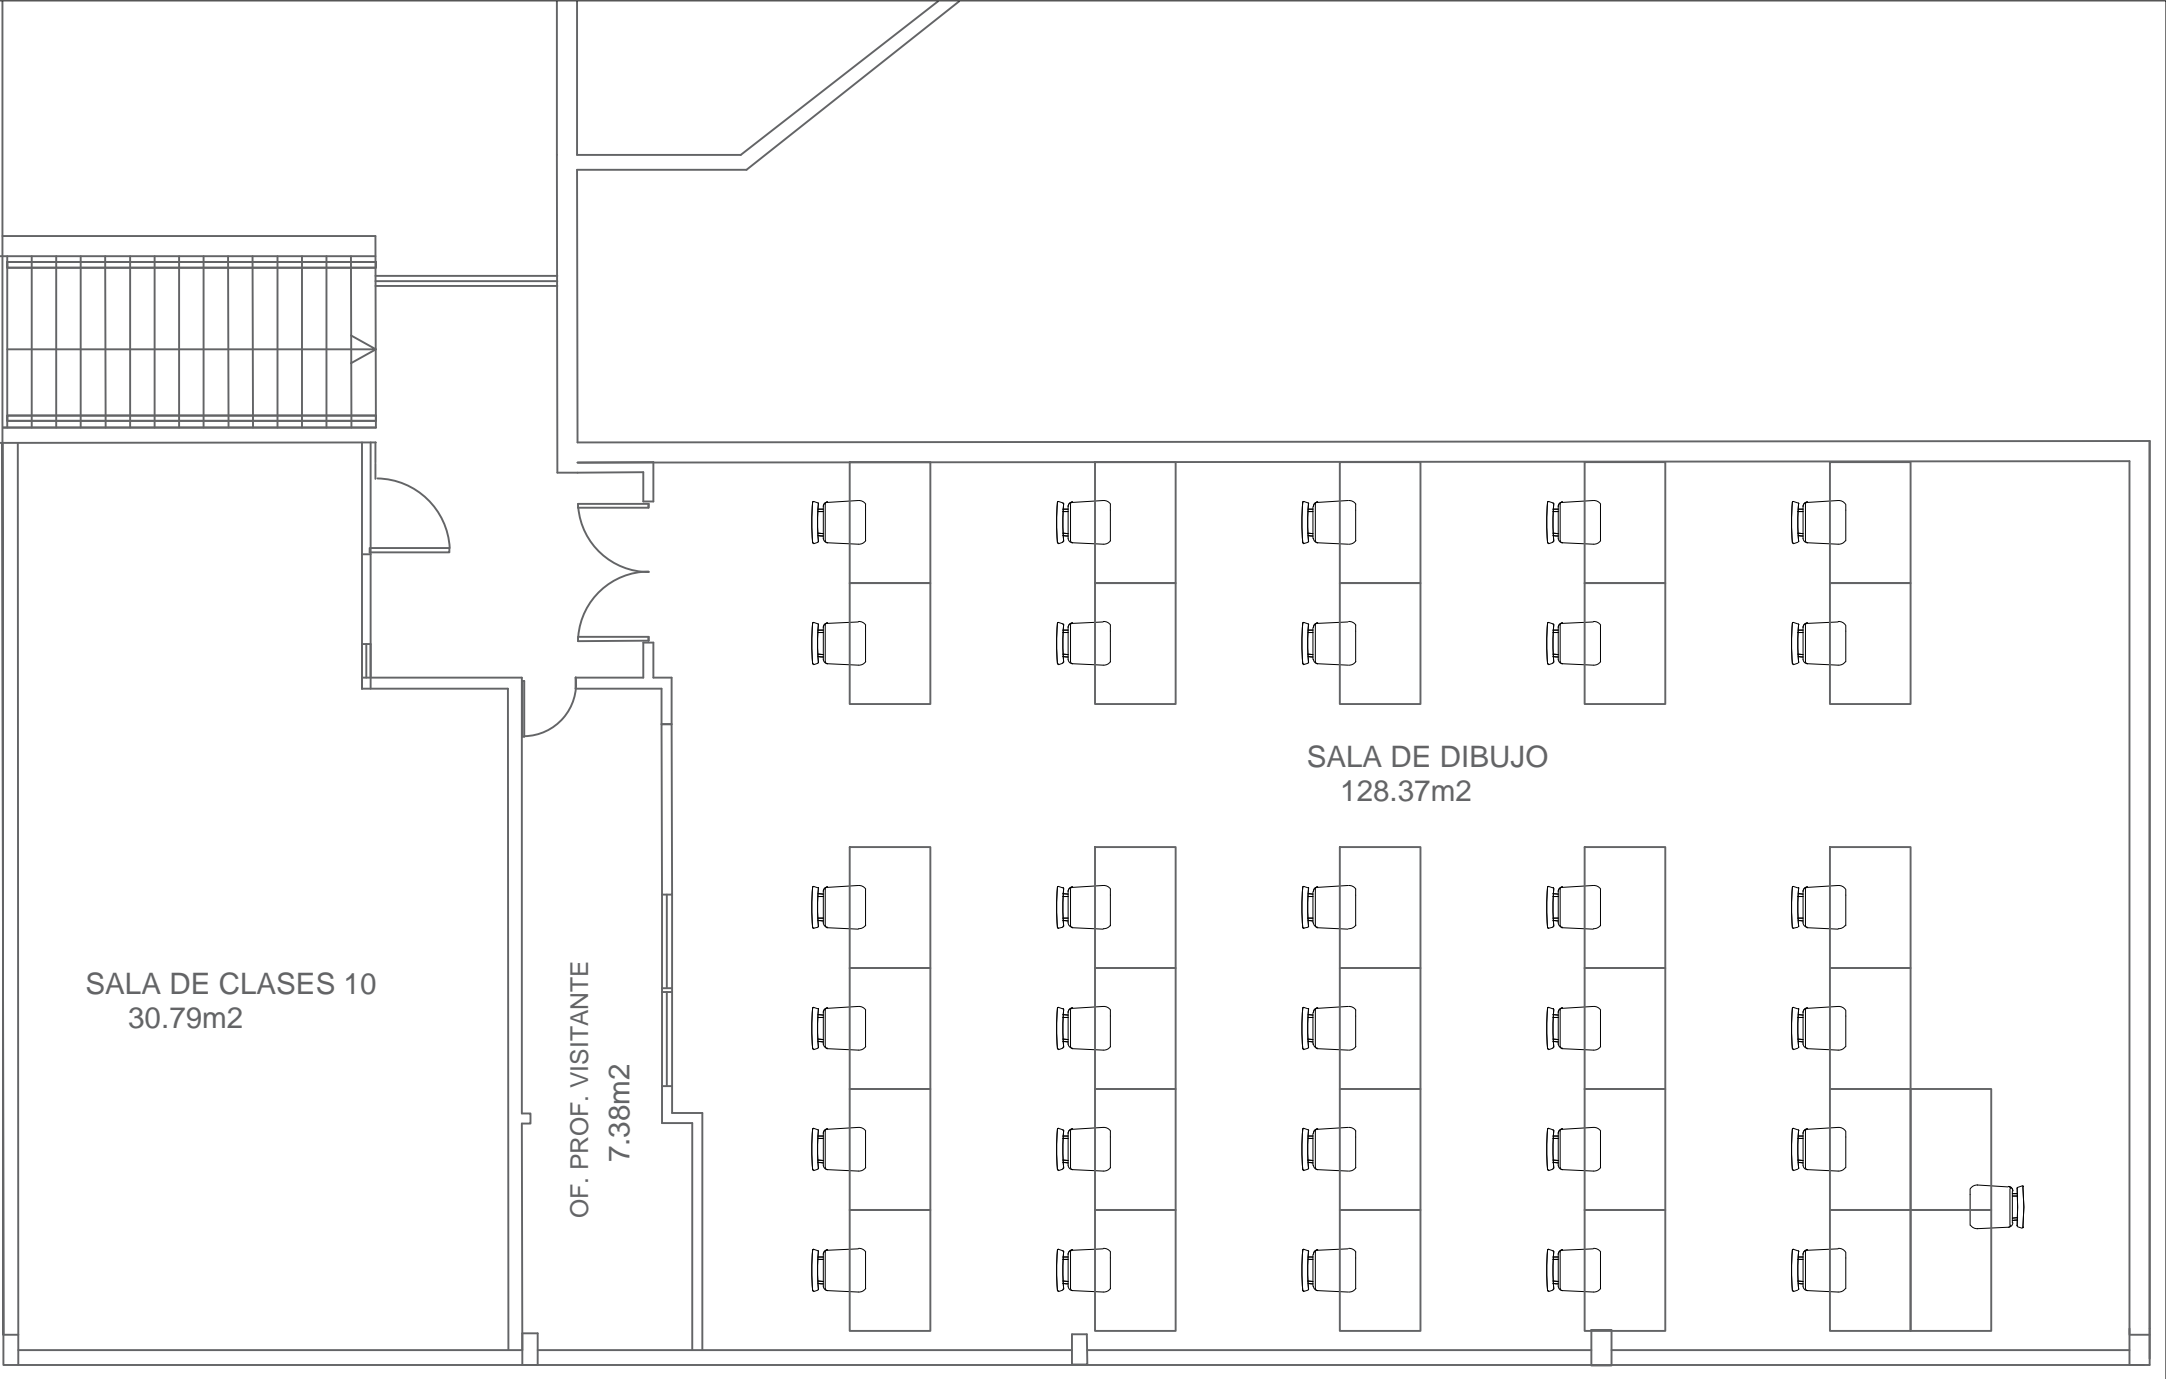 SALA DE DIBUJO
128.37m2
SALA DE CLASES 10
30.79m2
OF. PROF. VISITANTE
7.38m2